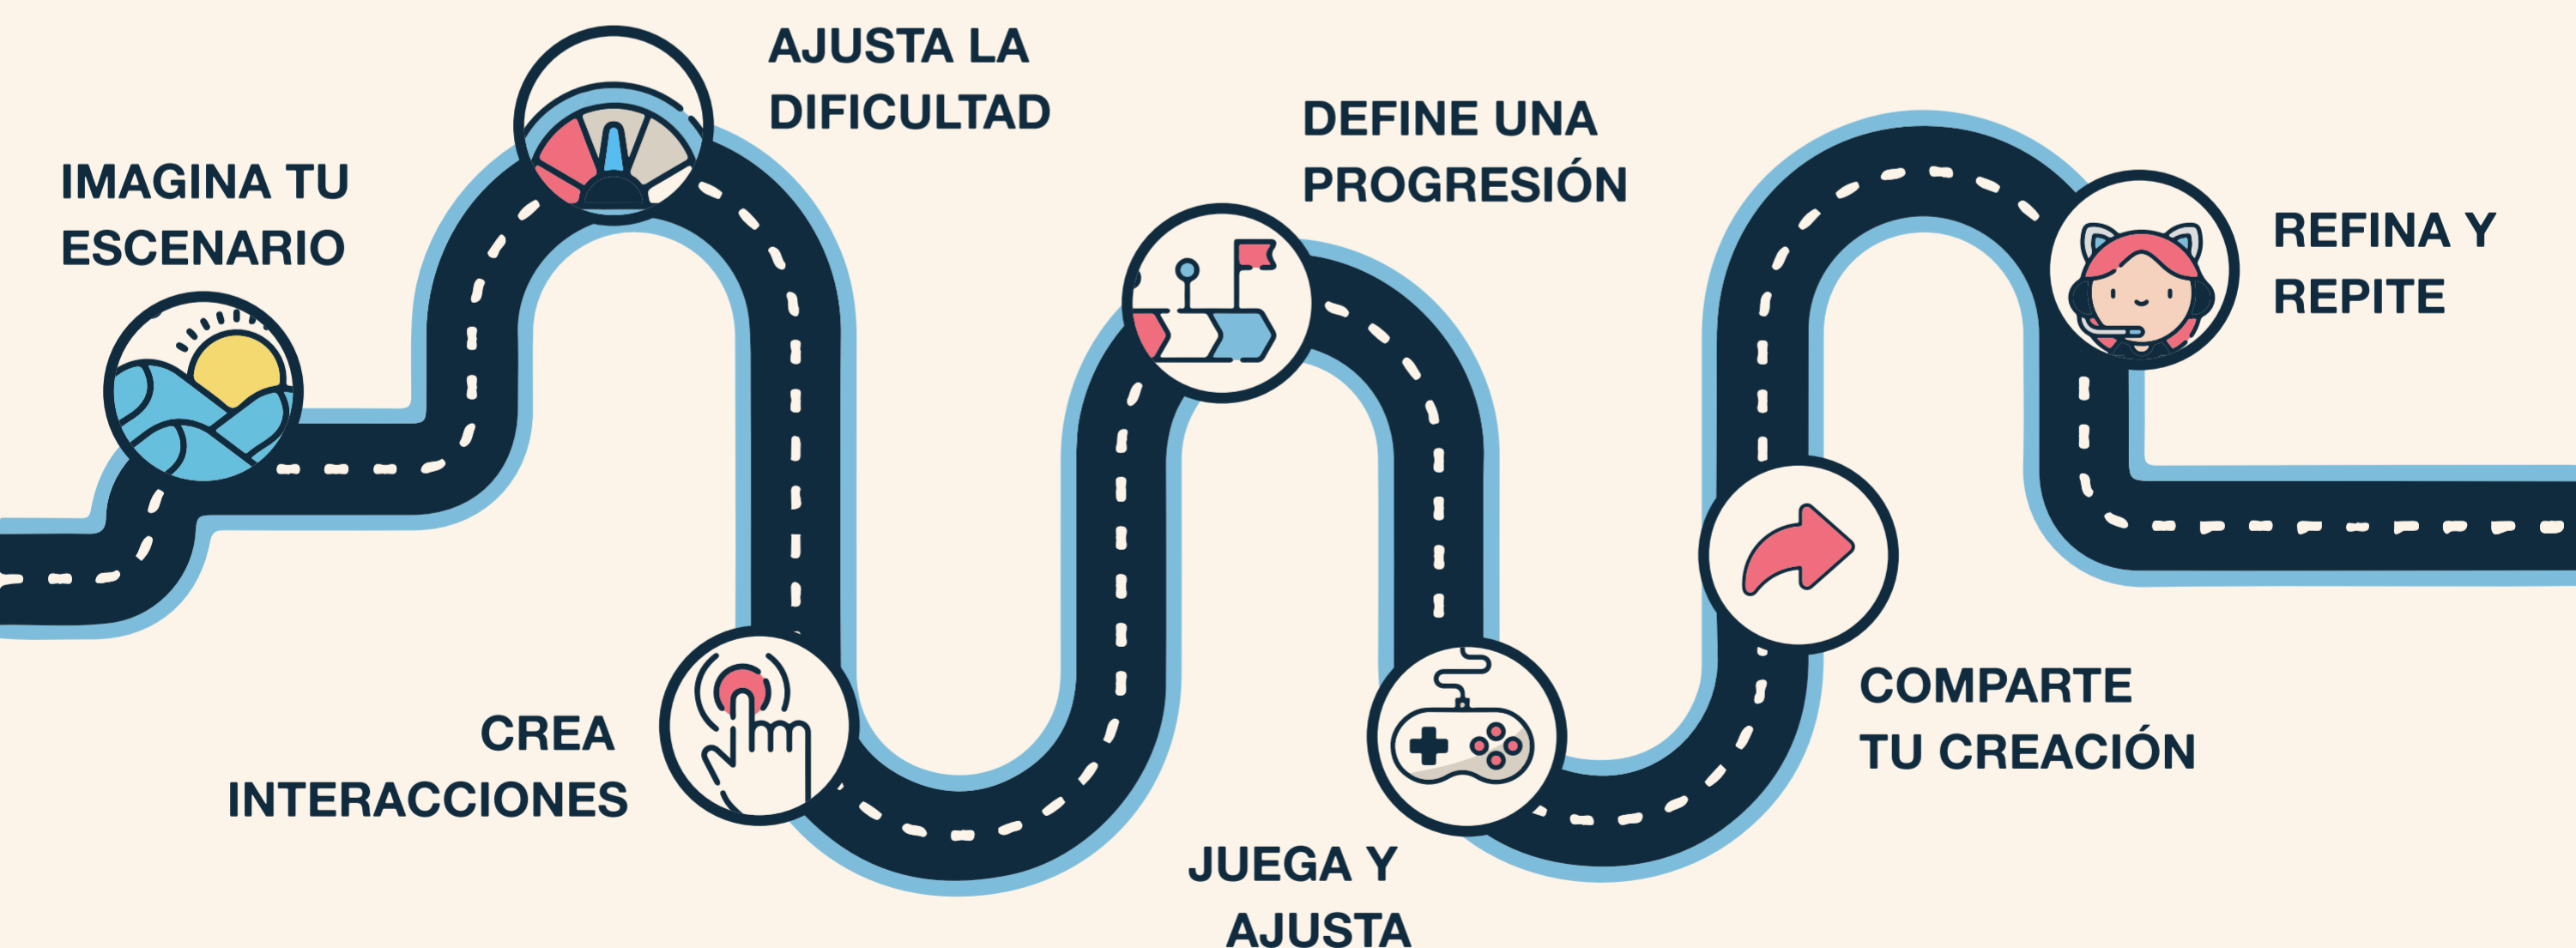 IMAGINA TU
ESCENARIO
AJUSTA LA
DIFICULTAD
CREA
INTERACCIONES
DEFINE UNA
PROGRESIÓN
JUEGA Y
AJUSTA
COMPARTE
TU CREACIÓN
REFINA Y
REPITE